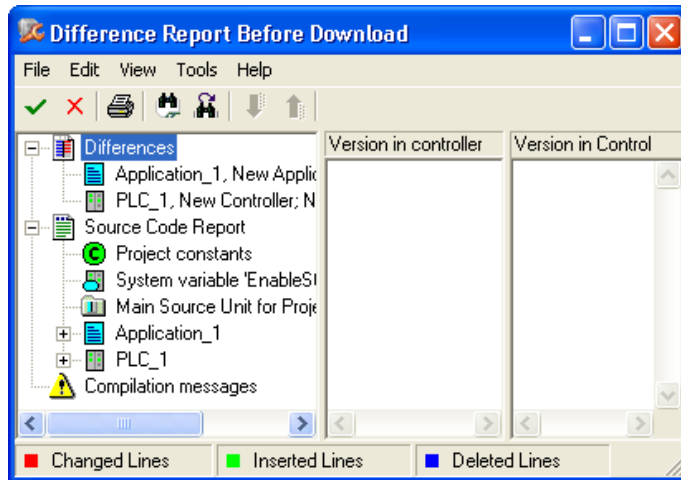 Difference Report Before Download
File Edit View Tools Help
Differences
Application_1, New Applic
PLC_1, New Controller; N
Source Code Report
Project constants
System variable 'EnableSt
Main Source Unit for Proje
Application_1
PLC_1
Compilation messages
Version in controller
Version in Control
Changed Lines Inserted Lines Deleted Lines